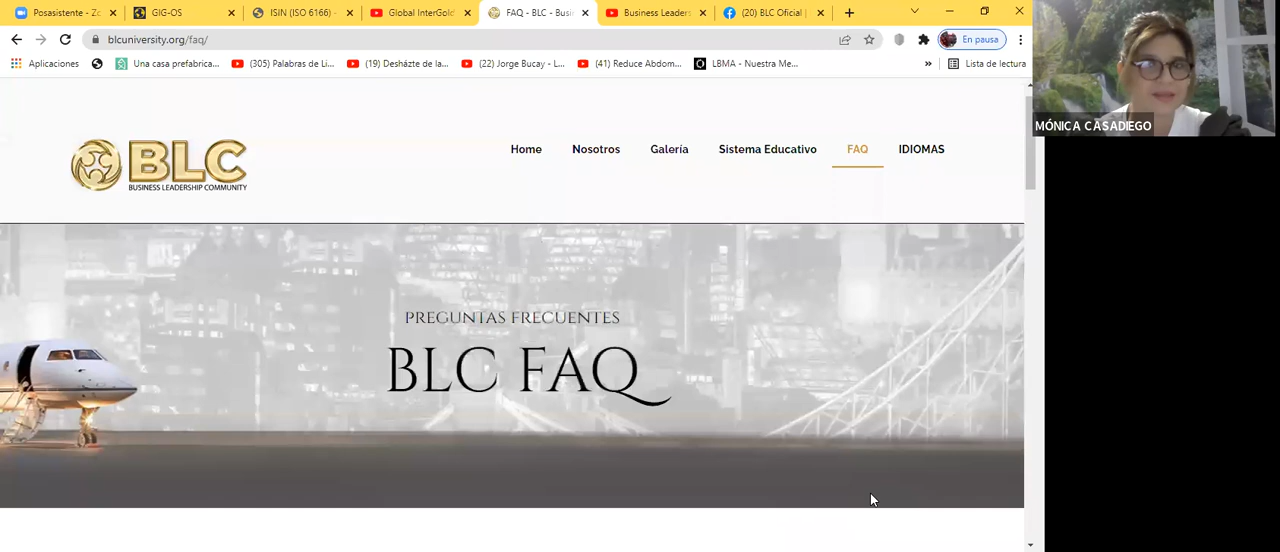 Posasistente - Zo
GIG-OS
ISIN (ISO 6166) -
Global InterGold
FAQ - BLC - Busi
Business Leaders
(20) BLC Oficial |
blcuniversity.org/faq/
En pausa
Aplicaciones
Una casa prefabrica...
(305) Palabras de Li...
(19) Desházte de la...
(22) Jorge Bucay - L...
(41) Reduce Abdom...
LBMA - Nuestra Me...
»
Lista de lectura
MÓNICA CASADIEGO
BLC
BUSINESS LEADERSHIP COMMUNITY
Home
Nosotros
Galería
Sistema Educativo
FAQ
IDIOMAS
PREGUNTAS FRECUENTES
BLC FAQ